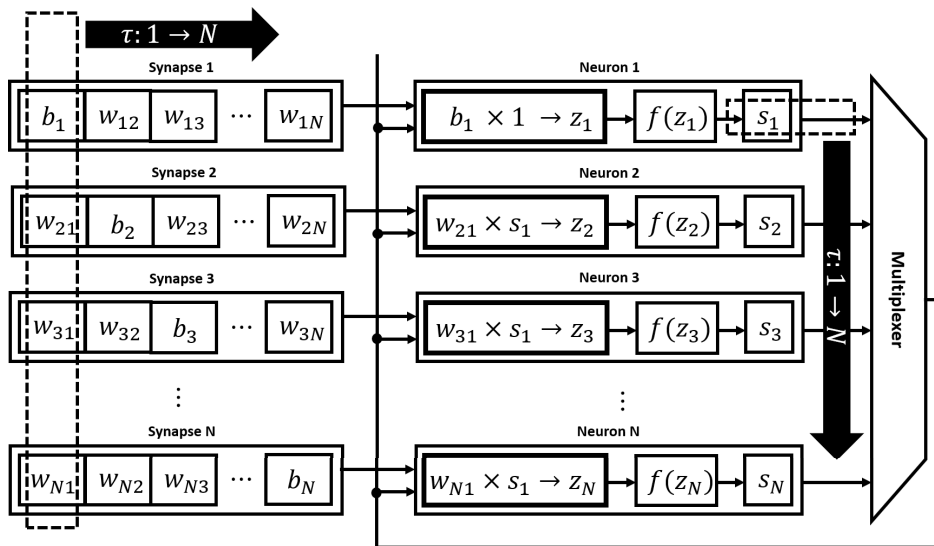 τ: 1 → N
Synapse 1
b₁ w₁₂ w₁₃ ⋯ w₁N
Neuron 1
b₁ × 1 → z₁ f(z₁) s₁
Synapse 2
w₂₁ b₂ w₂₃ ⋯ w₂N
Neuron 2
w₂₁ × s₁ → z₂ f(z₂) s₂
Synapse 3
w₃₁ w₃₂ b₃ ⋯ w₃N
Neuron 3
w₃₁ × s₁ → z₃ f(z₃) s₃
⋮
⋮
Synapse N
wN₁ wN₂ wN₃ ⋯ bN
Neuron N
wN₁ × s₁ → zN f(zN) sN
τ: 1 → N
Multiplexer